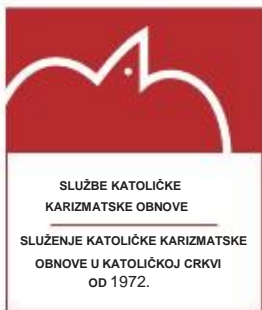 SLUŽBE KATOLIČKE
KARIZMATSKE OBNOVE
SLUŽENJE KATOLIČKE KARIZMATSKE
OBNOVE U KATOLIČKOJ CRKVI
OD 1972.